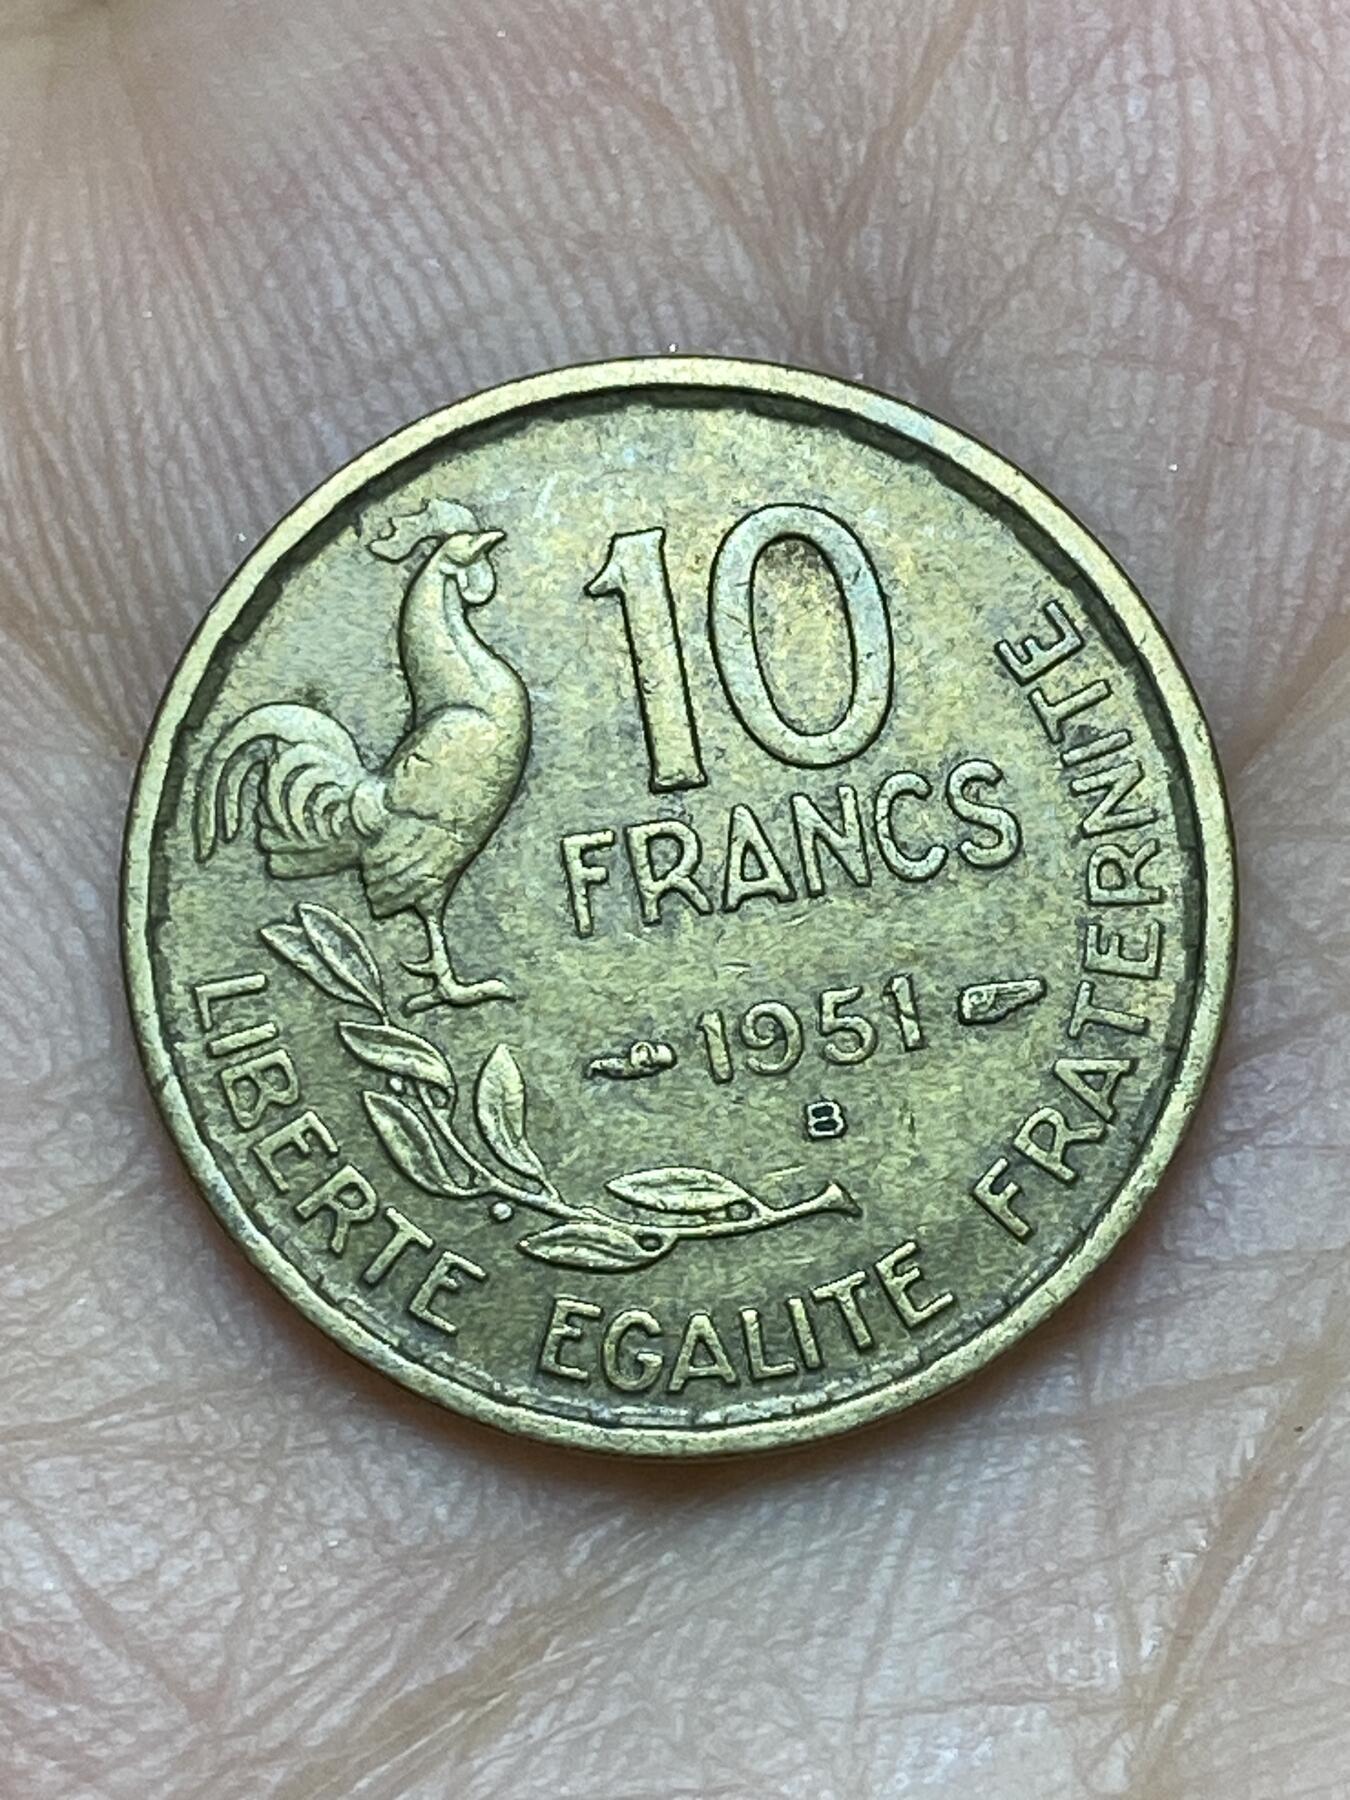 10
FRANCS
1951
B
LIBERTE EGALITE FRATERNITE